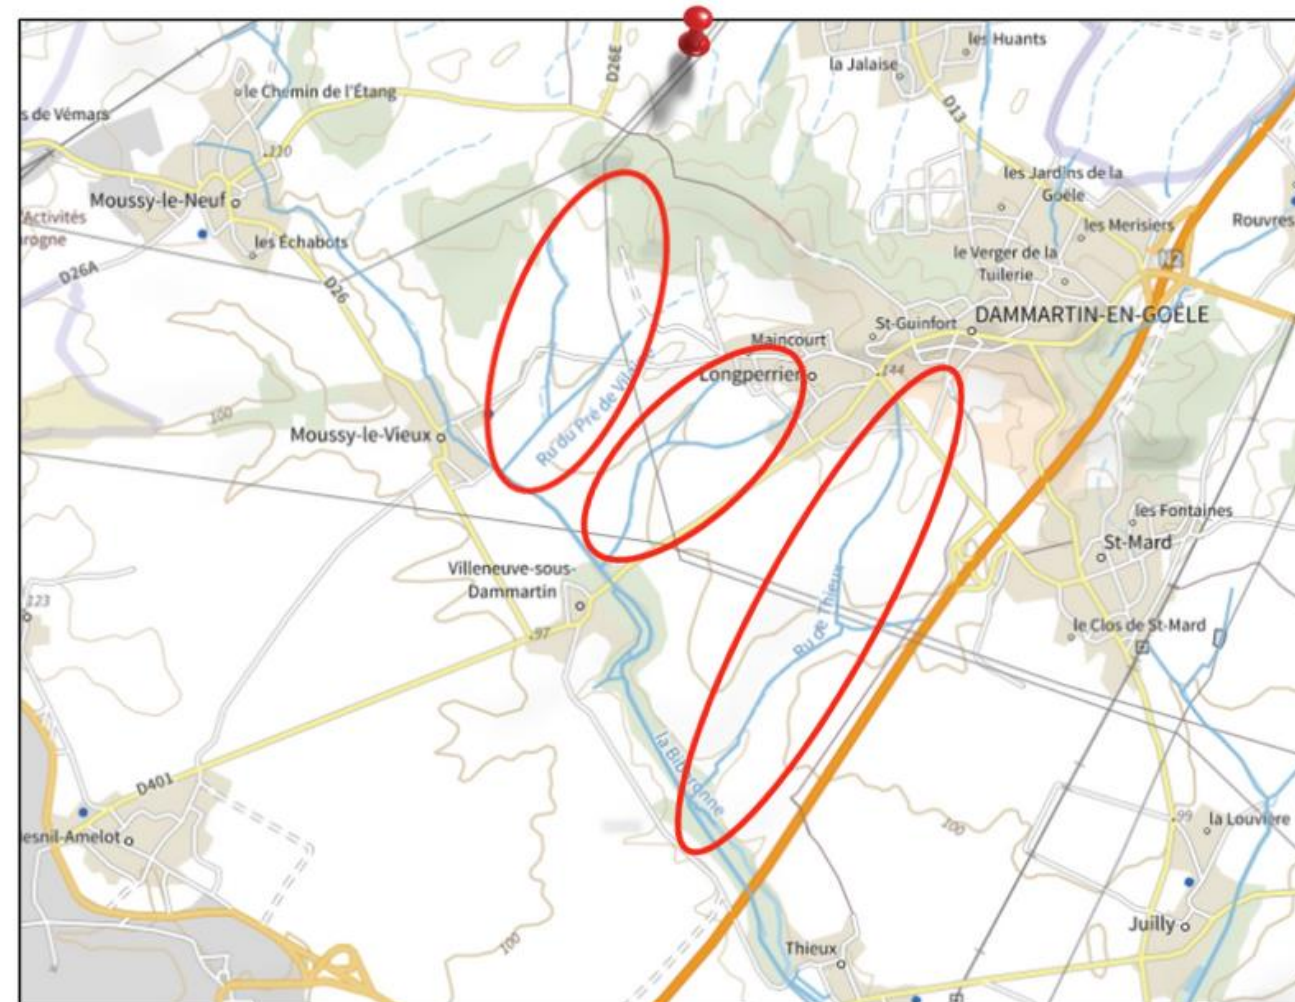 les Huants
D26E
la Jalaise
le Chemin de l'Étang
D13
s de Vémars
110
les Jardins de la
Goële
Moussy-le-Neuf
'Activités
rogne
les Merisiers
Rouvres
les Échabots
le Verger de la
Tuilerie
N2
D26A
D26
DAMMARTIN-EN-GOËLE
St-Guinfort
Maincourt
Longperrier
144
100
Ru du Pré de Vilaine
Moussy-le-Vieux
les Fontaines
St-Mard
Villeneuve-sous-
Dammartin
123
97
Ru de Thieux
le Clos de St-Mard
la Biberonne
D401
99
la Louvière
100
esnil-Amelot
100
Juilly
Thieux